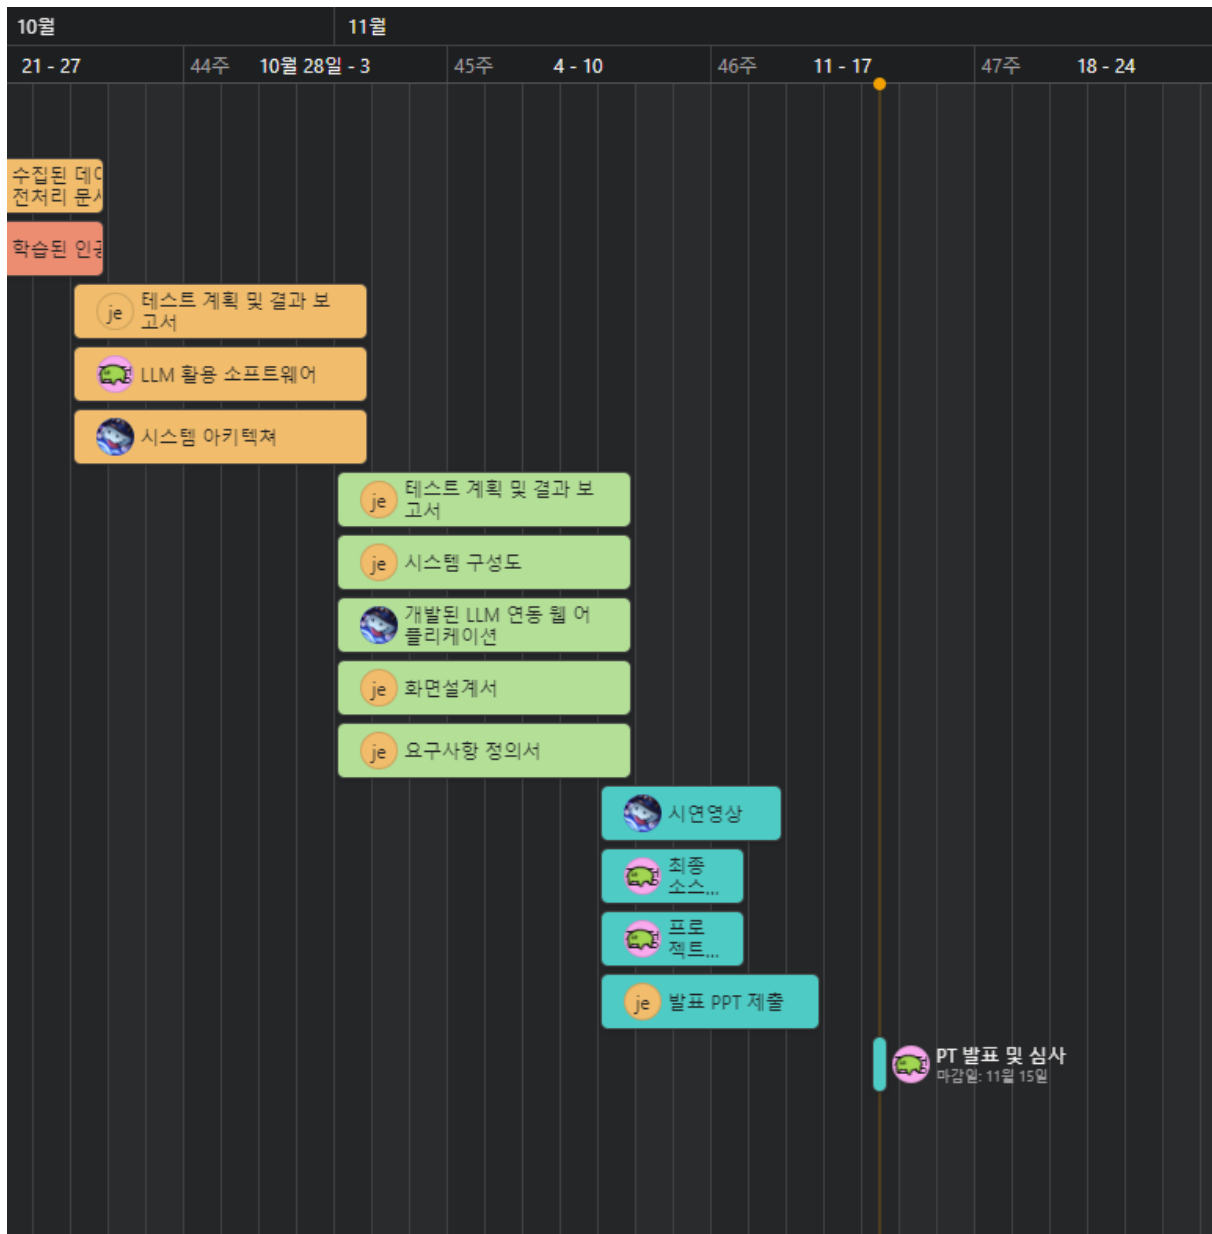 10월
11월
21 - 27
44주
10월 28일 - 3
45주
4 - 10
46주
11 - 17
47주
18 - 24
수집된
전처리
학습된
je
테스트 계획 및 결과 보
고서
LLM 활용 소프트웨어
시스템 아키텍쳐
je
테스트 계획 및 결과 보
고서
je
시스템 구성도
개발된 LLM 연동 웹 어
플리케이션
je
화면설계서
je
요구사항 정의서
시연영상
최종
소스...
프로
젝트...
je
발표 PPT 제출
PT 발표 및 심사
마감일: 11월 15일